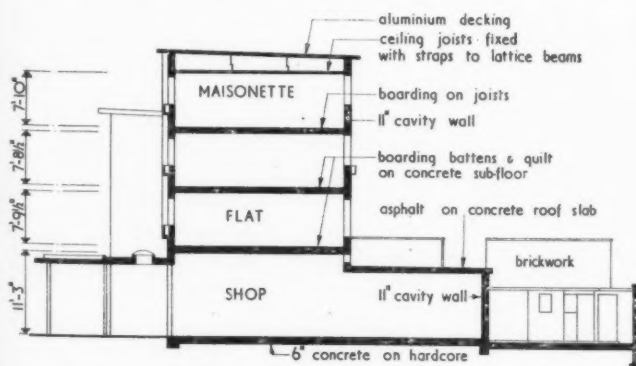 aluminium decking
ceiling joists fixed
with straps to lattice beams
MAISONETTE
boarding on joists
11" cavity wall
boarding battens & quilt
on concrete sub-floor
FLAT
asphalt on concrete roof slab
brickwork
SHOP
11" cavity wall
6" concrete on hardcore
7'-10"
7'-8½"
7'-9½"
11'-3"